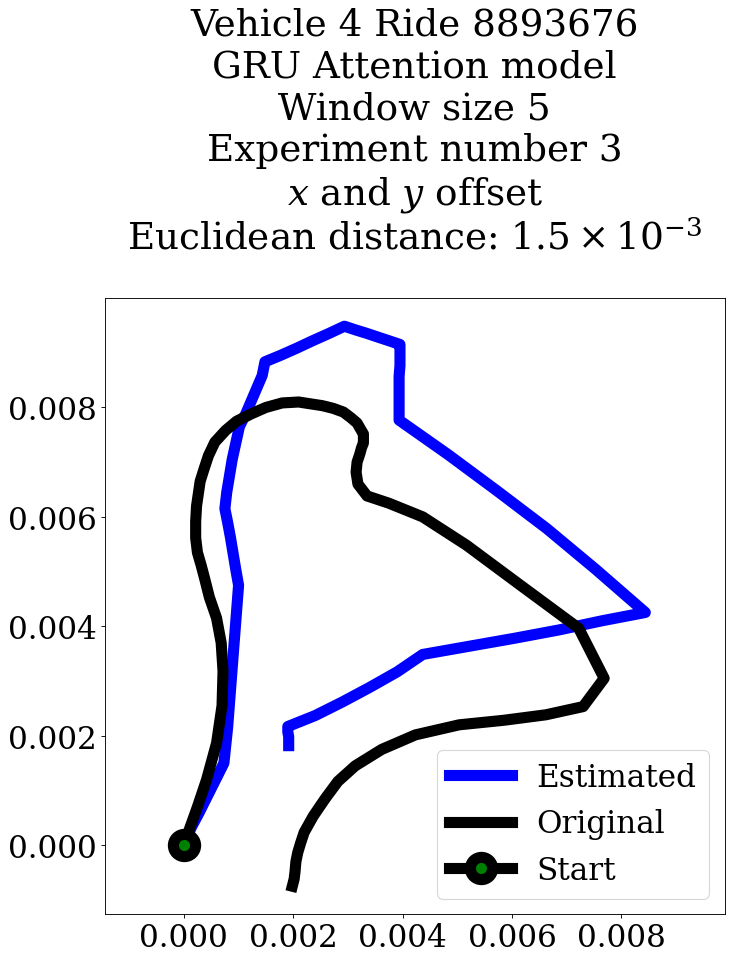 Vehicle 4 Ride 8893676
GRU Attention model
Window size 5
Experiment number 3
x and y offset
Euclidean distance: 1.5 × 10⁻³
0.008
0.006
0.004
0.002
0.000
Estimated
Original
Start
0.000 0.002 0.004 0.006 0.008